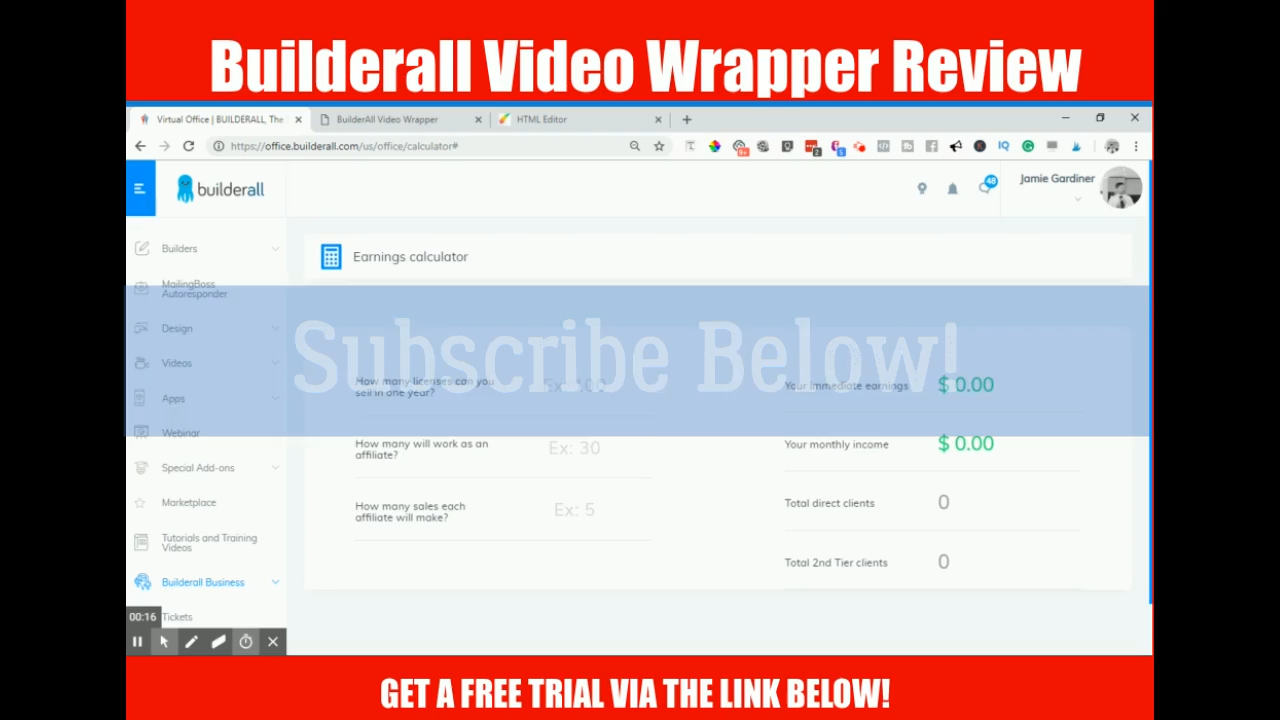 Builderall Video Wrapper Review
Virtual Office | BUILDERALL, The
BuilderAll Video Wrapper
HTML Editor
https://office.builderall.com/us/office/calculator#
builderall
48
Jamie Gardiner
Builders
Earnings calculator
MailingBoss
Autoresponder
Design
Subscribe Below!
Videos
How many licenses can you
sell in one year?
Ex: 100
Your immediate earnings
$ 0.00
Apps
Webinar
How many will work as an
affiliate?
Ex: 30
Your monthly income
$ 0.00
Special Add-ons
Marketplace
How many sales each
affiliate will make?
Ex: 5
Total direct clients
0
Tutorials and Training
Videos
Total 2nd Tier clients
0
Builderall Business
00:16
Tickets
GET A FREE TRIAL VIA THE LINK BELOW!